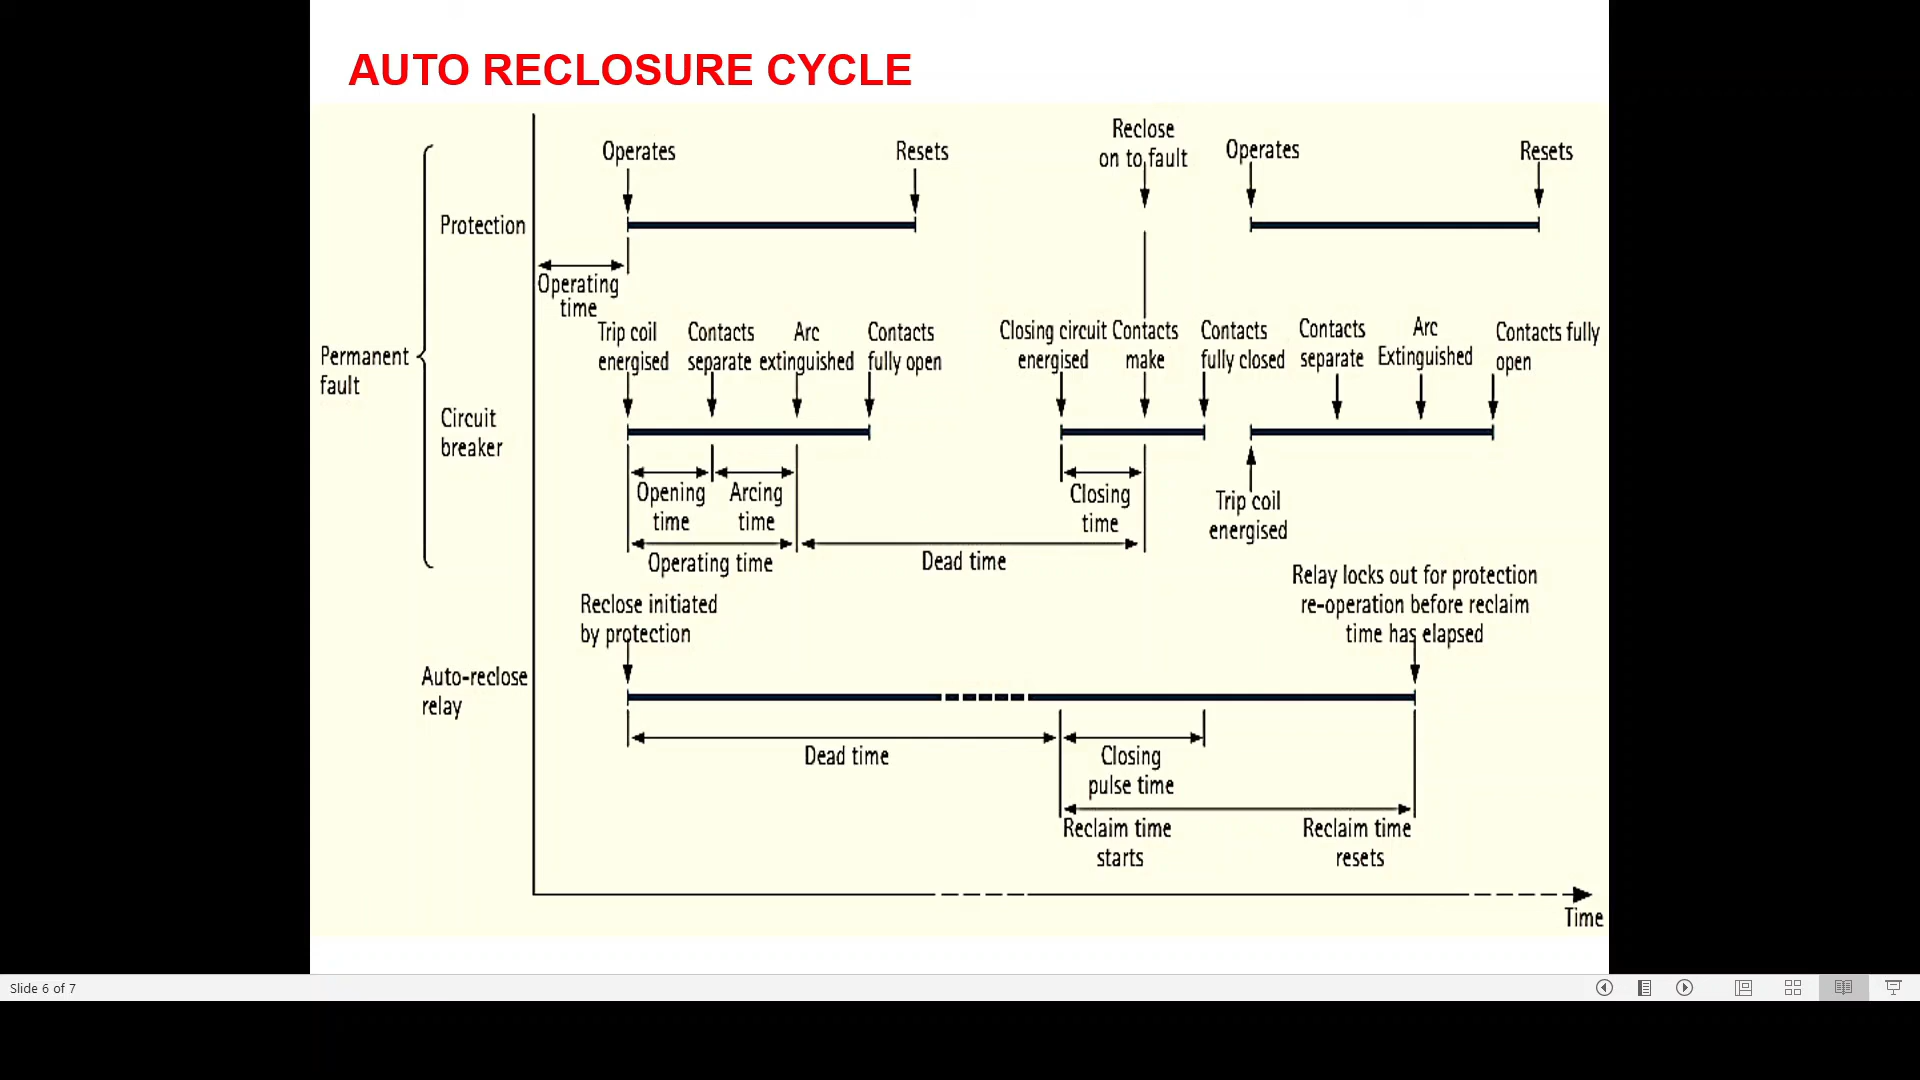 AUTO RECLOSURE CYCLE
Operates
Resets
Reclose
on to fault
Operates
Resets
Protection
Operating
time
Permanent
fault
Trip coil
energised
Contacts
separate
Arc
extinguished
Contacts
fully open
Closing circuit
energised
Contacts
make
Contacts
fully closed
Contacts
separate
Arc
Extinguished
Contacts fully
open
Circuit
breaker
Opening
time
Arcing
time
Closing
time
Trip coil
energised
Operating time
Dead time
Reclose initiated
by protection
Relay locks out for protection
re-operation before reclaim
time has elapsed
Auto-reclose
relay
Dead time
Closing
pulse time
Reclaim time
starts
Reclaim time
resets
Time
Slide 6 of 7